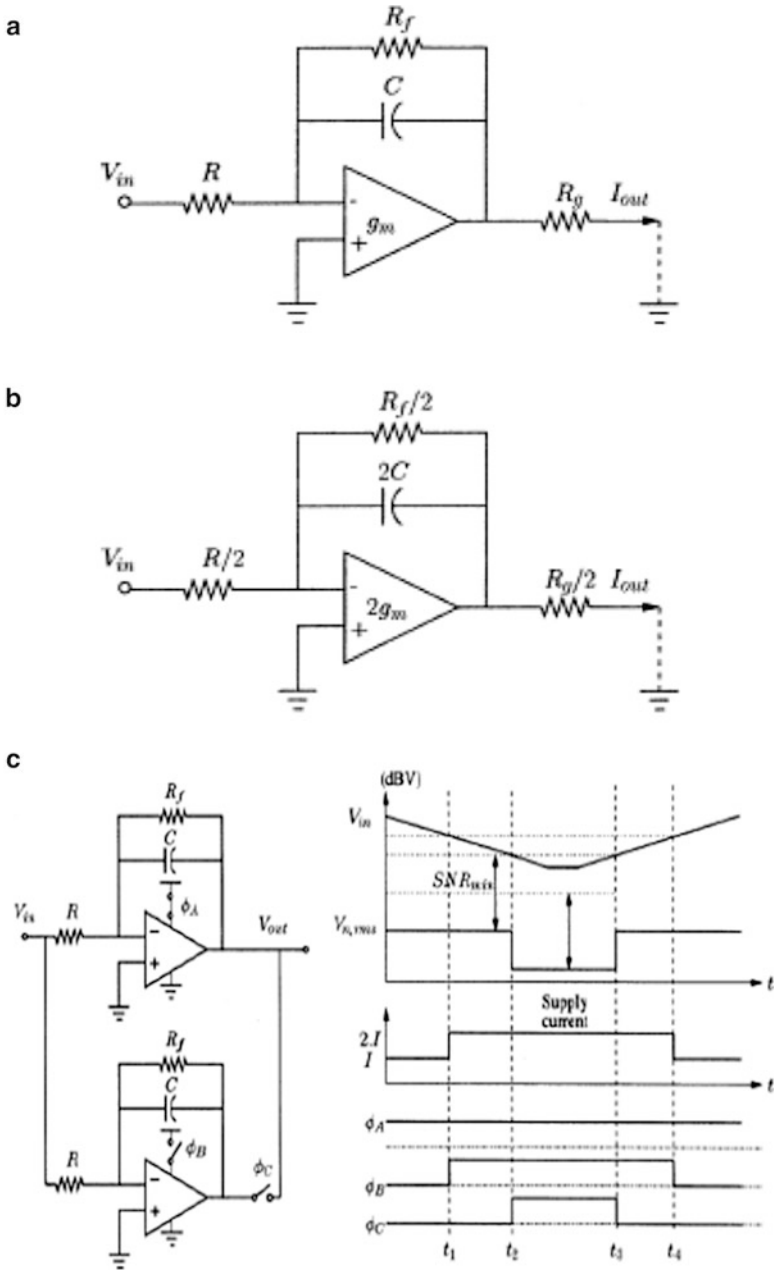 a
R_f
C
V_in
R
-
g_m
+
R_g
I_out
b
R_f/2
2C
V_in
R/2
-
2g_m
+
R_g/2
I_out
c
R_f
C
ϕ_A
V_in
R
-
+
V_out
R_f
C
ϕ_B
R
-
+
ϕ_C
(dBV)
V_in
SNR_min
V_n,rms
t
Supply
current
2.I
I
t
ϕ_A
ϕ_B
ϕ_C
t_1
t_2
t_3
t_4